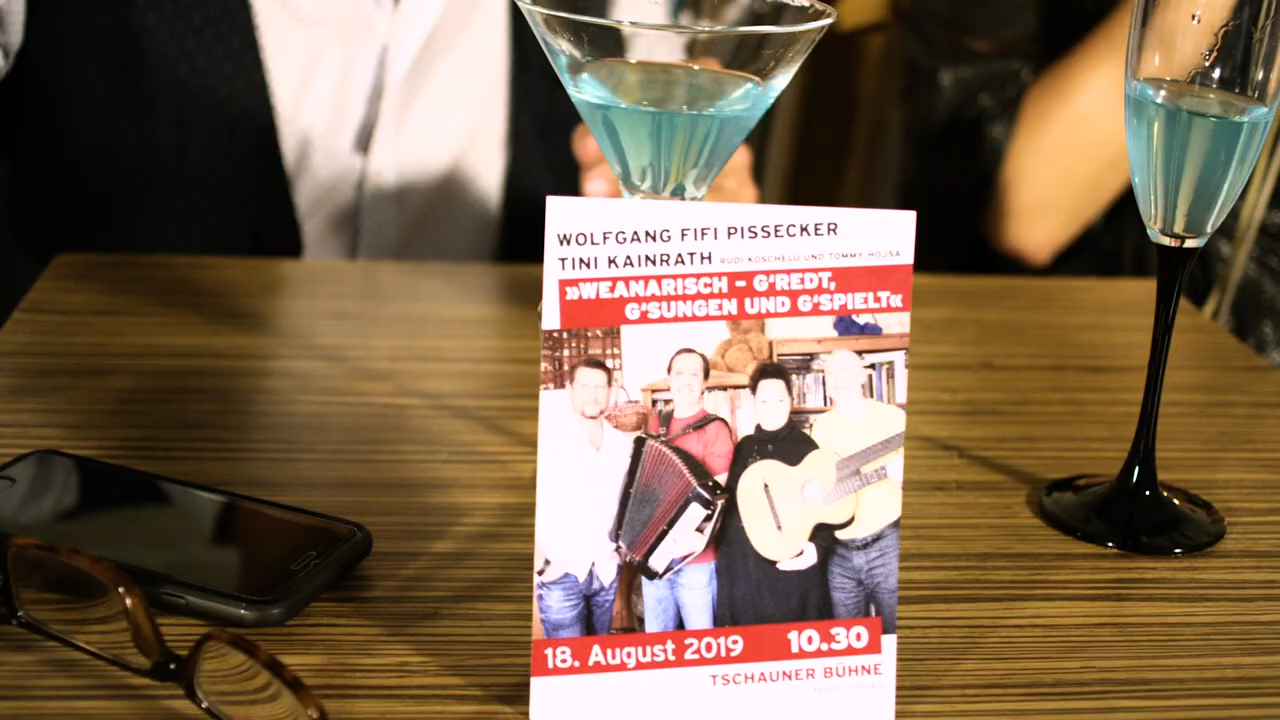 WOLFGANG FIFI PISSECKER
TINI KAINRATH RUDI KOSCHELU UND TOMMY HOJSA
»WEANARISCH – G'REDT,
G'SUNGEN UND G'SPIELT«
18. August 2019 10.30
TSCHAUNER BÜHNE